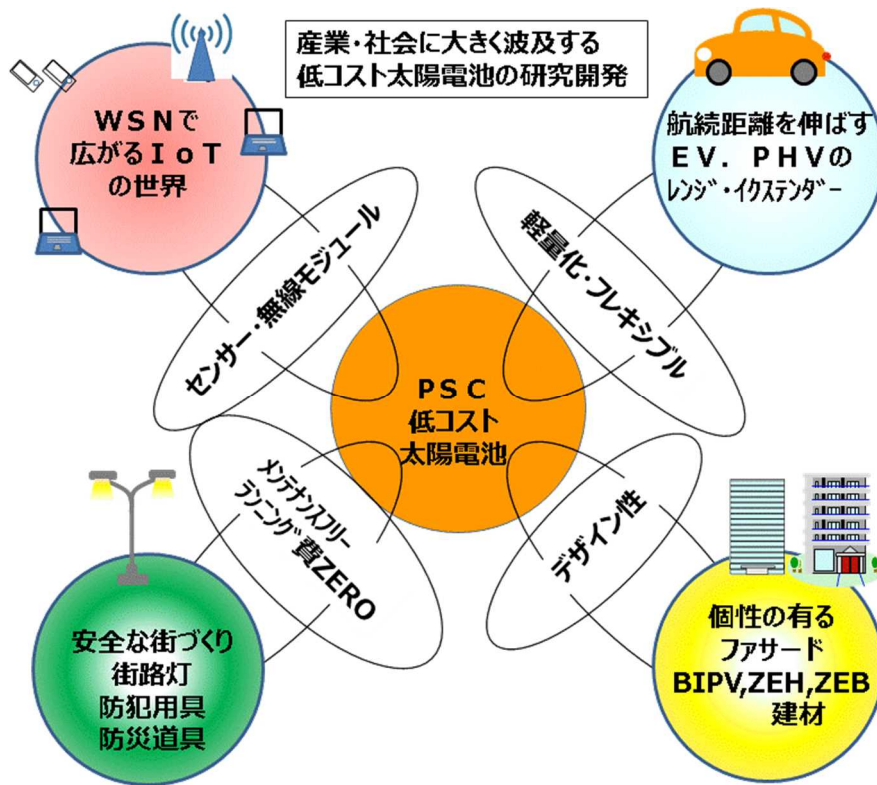 産業・社会に大きく波及する
低コスト太陽電池の研究開発
WSNで
広がるIoT
の世界
航続距離を伸ばす
EV．PHVの
ﾚﾝｼﾞ・ｲｸｽﾃﾝﾀﾞｰ
センサー・無線モジュール
軽量化・フレキシブル
PSC
低コスト
太陽電池
ﾒﾝﾃﾅﾝｽﾌﾘｰ
ﾗﾝﾆﾝｸﾞ費ZERO
デザイン性
安全な街づくり
街路灯
防犯用具
防災道具
個性の有る
ファサード
BIPV,ZEH,ZEB
建材